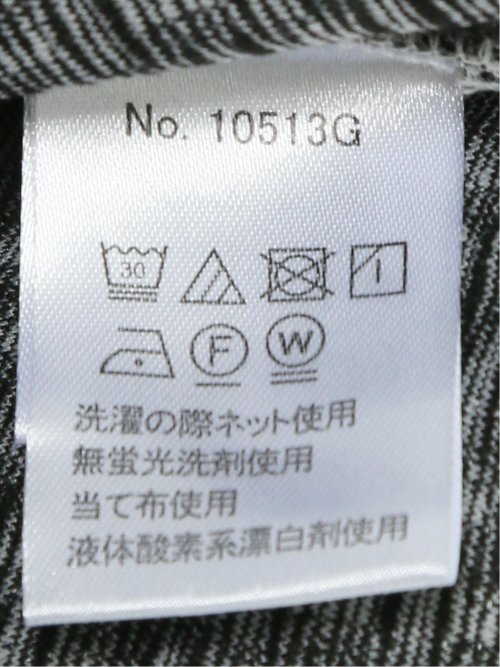 No. 10513G
30
F W
洗濯の際ネット使用
無蛍光洗剤使用
当て布使用
液体酸素系漂白剤使用